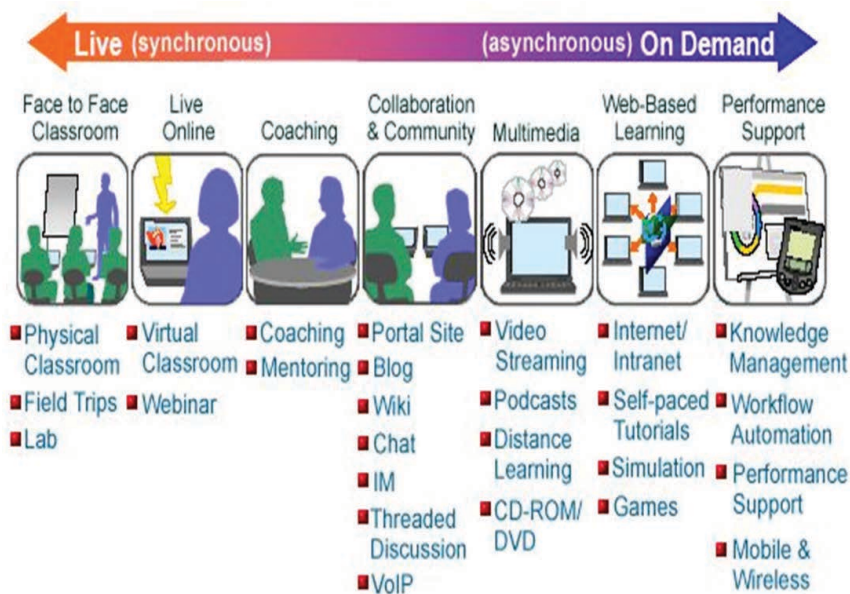 Live (synchronous) (asynchronous) On Demand
Face to Face
Classroom
Live
Online
Coaching
Collaboration
& Community
Multimedia
Web-Based
Learning
Performance
Support
Physical
Classroom
Field Trips
Lab
Virtual
Classroom
Webinar
Coaching
Mentoring
Portal Site
Blog
Wiki
Chat
IM
Threaded
Discussion
VoIP
Video
Streaming
Podcasts
Distance
Learning
CD-ROM/
DVD
Internet/
Intranet
Self-paced
Tutorials
Simulation
Games
Knowledge
Management
Workflow
Automation
Performance
Support
Mobile &
Wireless